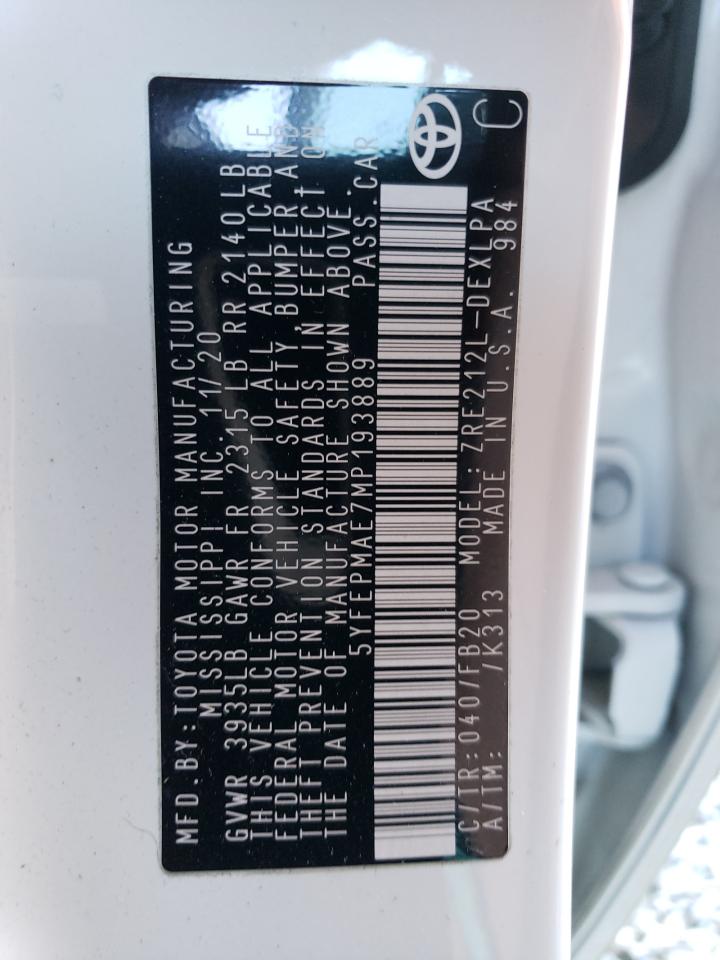 MFD.BY:TOYOTA MOTOR MANUFACTURING
MISSISSIPPI INC. 11/20
GVWR 3935LB GAWR FR 2315 LB RR 2140LB
THIS VEHICLE CONFORMS TO ALL APPLICABLE
FEDERAL MOTOR VEHICLE SAFETY, BUMPER AND
THEFT PREVENTION STANDARDS IN EFFECT ON
THE DATE OF MANUFACTURE SHOWN ABOVE.
5YFEPMAE7MP193889 PASS.CAR
C/TR:040/FB20 MODEL: ZRE212L-DEXLPA
A/TM: /K313 MADE IN U.S.A. 984 C